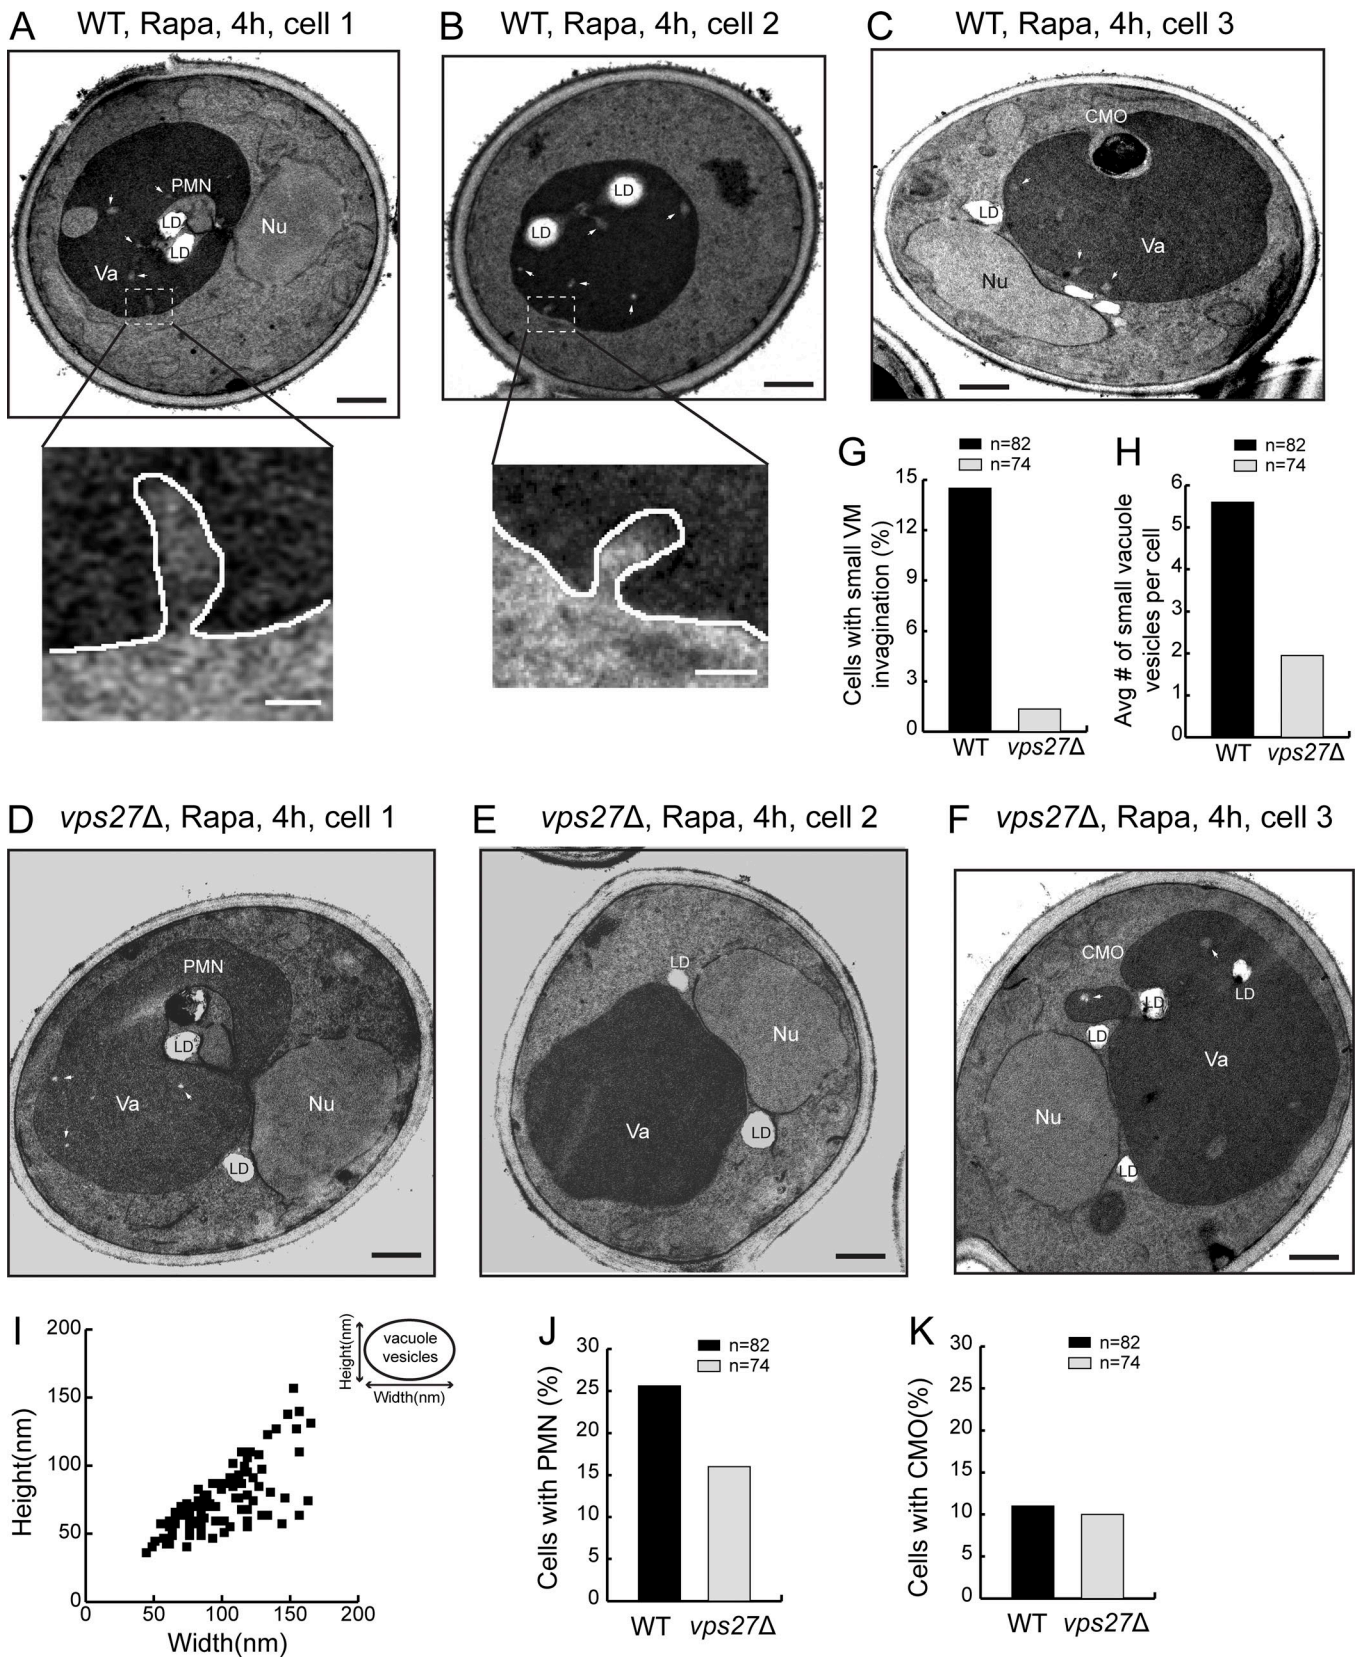 A WT, Rapa, 4h, cell 1
B WT, Rapa, 4h, cell 2
C WT, Rapa, 4h, cell 3
PMN
LD
LD
Nu
Va
LD
LD
CMO
LD
Va
Nu
G
n=82
n=74
Cells with small VM
invagination (%)
15
12
9
6
3
0
WT vps27Δ
H
n=82
n=74
Avg # of small vacuole
vesicles per cell
6
5
4
3
2
1
0
WT vps27Δ
D vps27Δ, Rapa, 4h, cell 1
E vps27Δ, Rapa, 4h, cell 2
F vps27Δ, Rapa, 4h, cell 3
PMN
LD
Va
Nu
LD
LD
Nu
Va
LD
CMO
LD
LD
LD
Va
Nu
LD
I
Height(nm)
200
150
100
50
0
0 50 100 150 200
Width(nm)
vacuole
vesicles
Height(nm)
Width(nm)
J
n=82
n=74
Cells with PMN (%)
30
25
20
15
10
5
0
WT vps27Δ
K
n=82
n=74
Cells with CMO(%)
30
25
20
15
10
5
0
WT vps27Δ